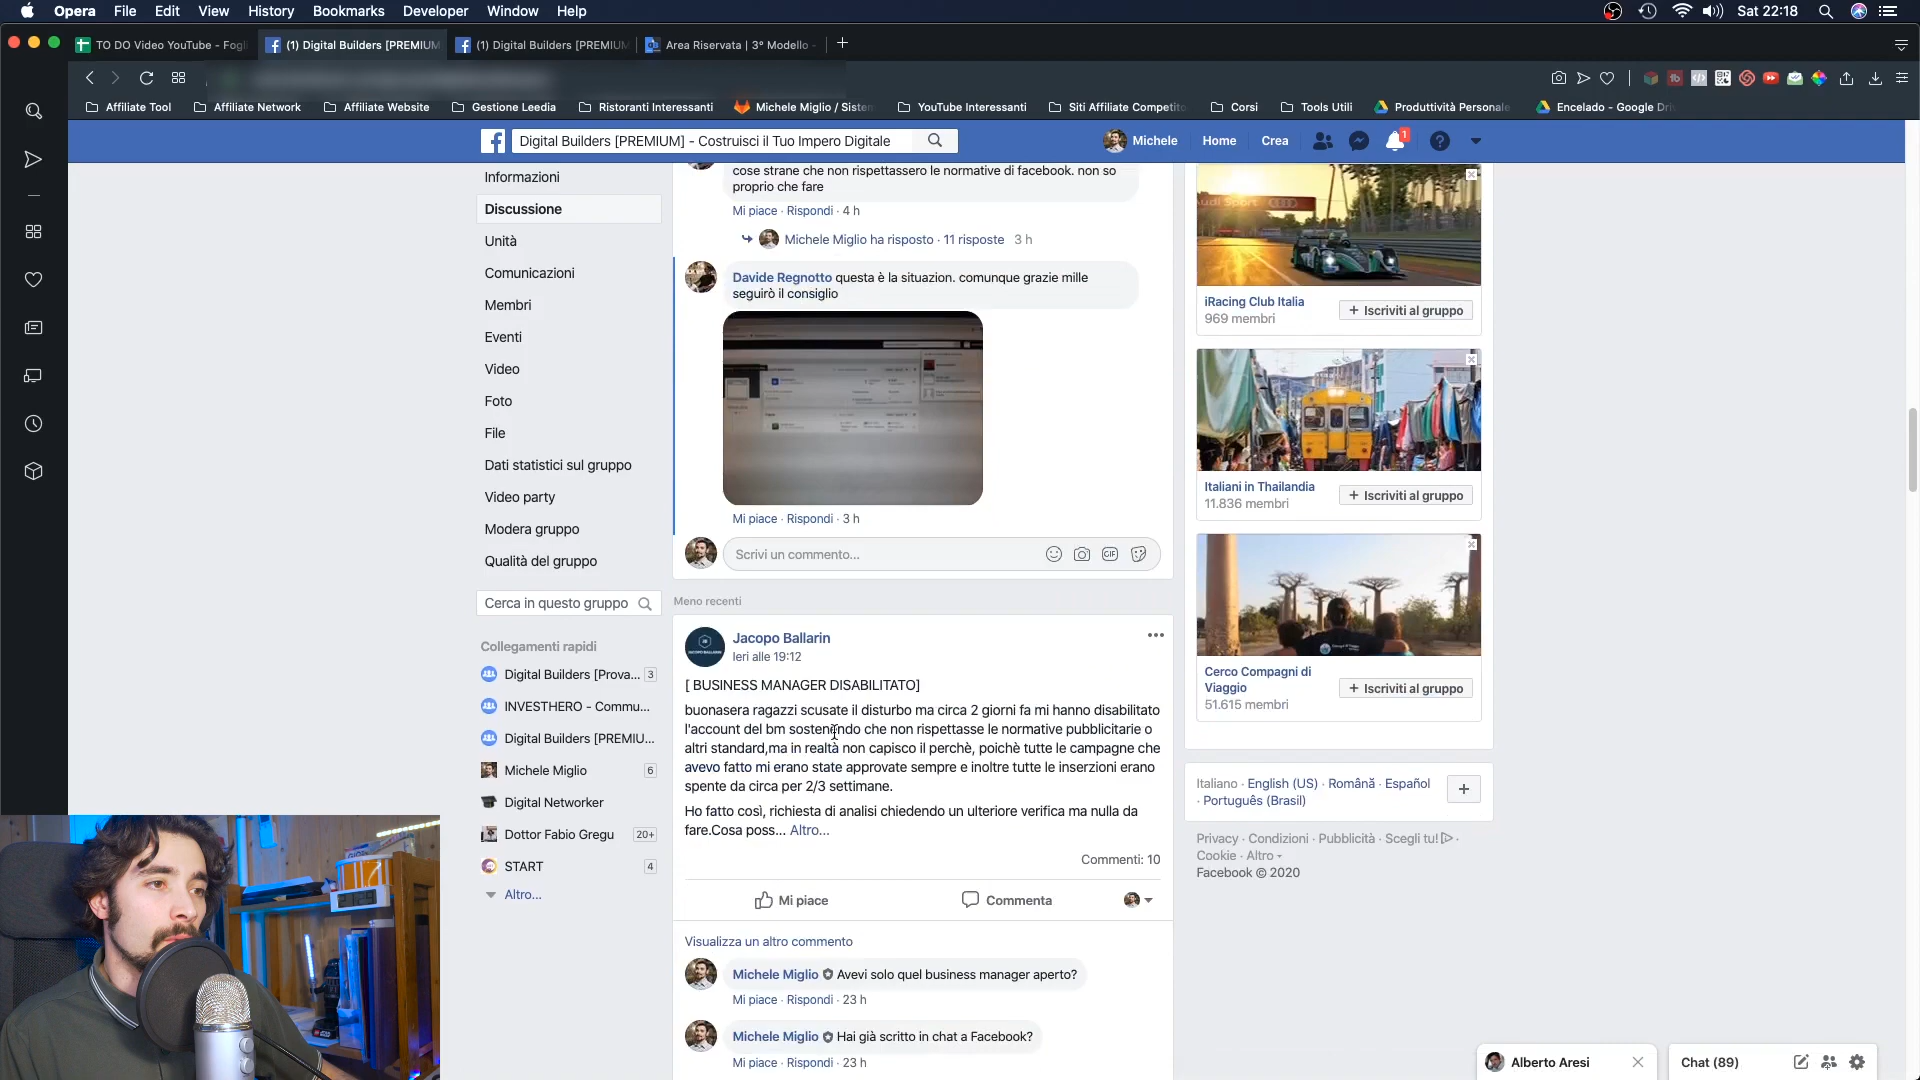 Opera File Edit View History Bookmarks Developer Window Help
Sat 22:18
TO DO Video YouTube - Fogli
(1) Digital Builders [PREMIUM
(1) Digital Builders [PREMIUM
Area Riservata | 3° Modello -
Affiliate Tool
Affiliate Network
Affiliate Website
Gestione Leedia
Ristoranti Interessanti
Michele Miglio / Sistem
YouTube Interessanti
Siti Affiliate Competito
Corsi
Tools Utili
Produttività Personale
Encelado - Google Dri
Digital Builders [PREMIUM] - Costruisci il Tuo Impero Digitale
Michele
Home
Crea
1
Informazioni
Discussione
Unità
Comunicazioni
Membri
Eventi
Video
Foto
File
Dati statistici sul gruppo
Video party
Modera gruppo
Qualità del gruppo
Cerca in questo gruppo
Collegamenti rapidi
Digital Builders [Prova... 3
INVESTHERO - Commu...
Digital Builders [PREMIU...
Michele Miglio 6
Digital Networker
Dottor Fabio Gregu 20+
START 4
Altro...
cose strane che non rispettassero le normative di facebook. non so
proprio che fare
Mi piace · Rispondi · 4 h
Michele Miglio ha risposto · 11 risposte 3 h
Davide Regnotto questa è la situazion. comunque grazie mille
seguirò il consiglio
Mi piace · Rispondi · 3 h
Scrivi un commento...
GIF
Meno recenti
Jacopo Ballarin
Ieri alle 19:12
JACOPO BALLARIN
[ BUSINESS MANAGER DISABILITATO]
buonasera ragazzi scusate il disturbo ma circa 2 giorni fa mi hanno disabilitato
l'account del bm sostenendo che non rispettasse le normative pubblicitarie o
altri standard,ma in realtà non capisco il perchè, poichè tutte le campagne che
avevo fatto mi erano state approvate sempre e inoltre tutte le inserzioni erano
spente da circa per 2/3 settimane.
Ho fatto così, richiesta di analisi chiedendo un ulteriore verifica ma nulla da
fare.Cosa poss... Altro...
Commenti: 10
Mi piace
Commenta
Visualizza un altro commento
Michele Miglio Avevi solo quel business manager aperto?
Mi piace · Rispondi · 23 h
Michele Miglio Hai già scritto in chat a Facebook?
Mi piace · Rispondi · 23 h
Audi Sport
iRacing Club Italia
969 membri
+ Iscriviti al gruppo
Italiani in Thailandia
11.836 membri
+ Iscriviti al gruppo
Cerco Compagni di
Viaggio
51.615 membri
+ Iscriviti al gruppo
Italiano · English (US) · Română · Español
· Português (Brasil)
Privacy · Condizioni · Pubblicità · Scegli tu! ·
Cookie · Altro
Facebook © 2020
Alberto Aresi
Chat (89)